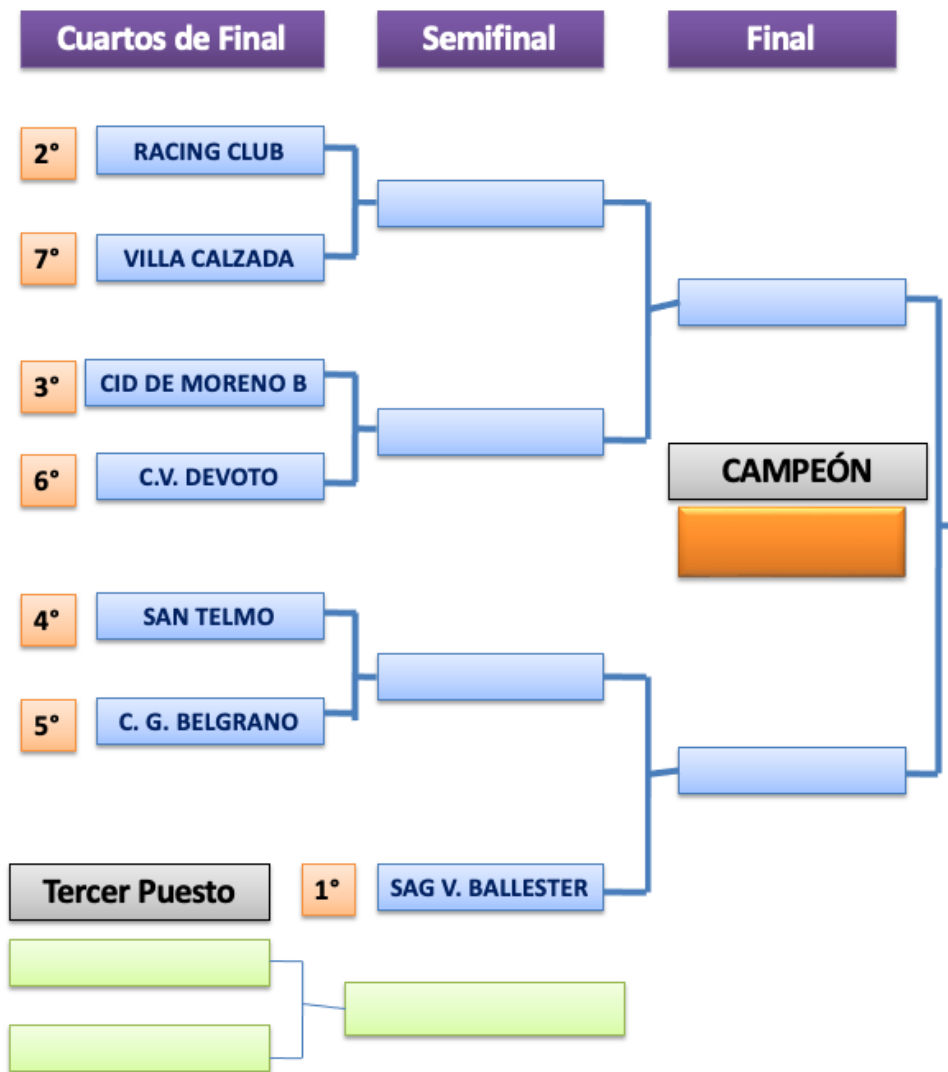 Cuartos de Final
Semifinal
Final
2°
RACING CLUB
7°
VILLA CALZADA
3°
CID DE MORENO B
6°
C.V. DEVOTO
CAMPEÓN
4°
SAN TELMO
5°
C. G. BELGRANO
Tercer Puesto
1°
SAG V. BALLESTER